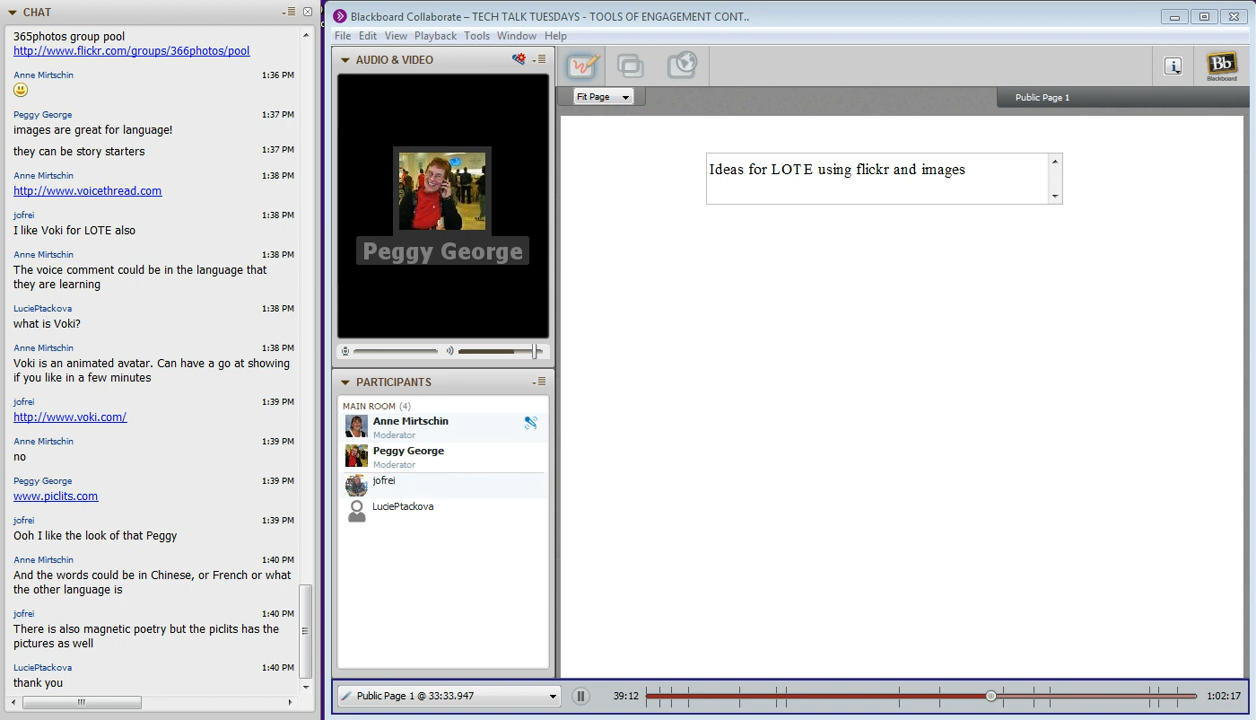 CHAT
365photos group pool
http://www.flickr.com/groups/366photos/pool
Anne Mirtschin 1:36 PM
Peggy George 1:37 PM
images are great for language!
they can be story starters 1:37 PM
Anne Mirtschin 1:38 PM
http://www.voicethread.com
jofrei 1:38 PM
I like Voki for LOTE also
Anne Mirtschin 1:38 PM
The voice comment could be in the language that
they are learning
LuciePtackova 1:38 PM
what is Voki?
Anne Mirtschin 1:38 PM
Voki is an animated avatar. Can have a go at showing
if you like in a few minutes
jofrei 1:39 PM
http://www.voki.com/
Anne Mirtschin 1:39 PM
no
Peggy George 1:39 PM
www.piclits.com
jofrei 1:39 PM
Ooh I like the look of that Peggy
Anne Mirtschin 1:40 PM
And the words could be in Chinese, or French or what
the other language is
jofrei 1:40 PM
There is also magnetic poetry but the piclits has the
pictures as well
LuciePtackova 1:40 PM
thank you
Blackboard Collaborate – TECH TALK TUESDAYS - TOOLS OF ENGAGEMENT CONT..
File Edit View Playback Tools Window Help
AUDIO & VIDEO
Peggy George
PARTICIPANTS
MAIN ROOM (4)
Anne Mirtschin
Moderator
Peggy George
Moderator
jofrei
LuciePtackova
Bb
Blackboard
Fit Page
Public Page 1
Ideas for LOTE using flickr and images
Public Page 1 @ 33:33.947
39:12
1:02:17